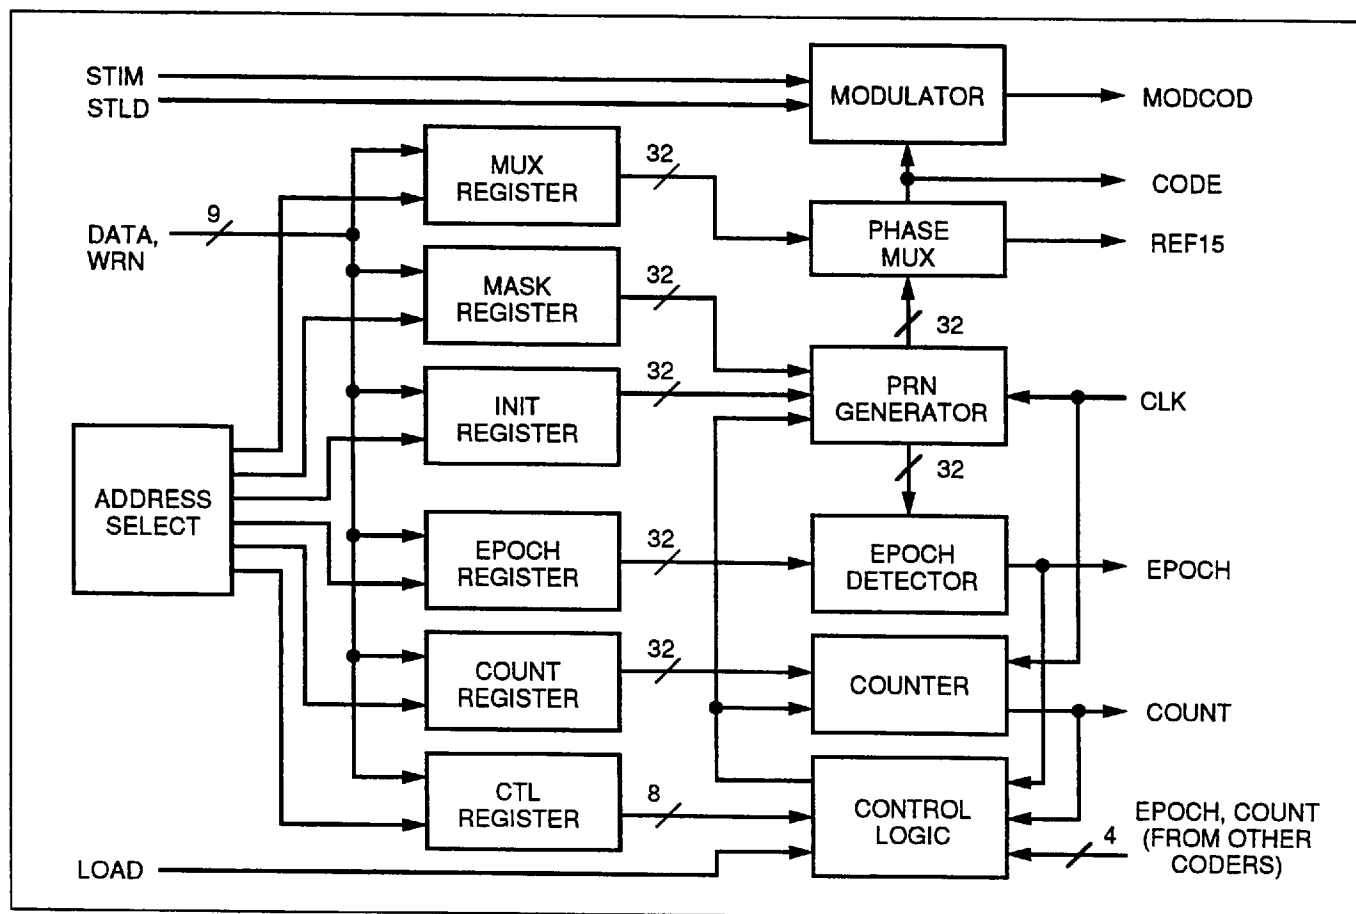 STIM
STLD
MODULATOR
MODCOD
MUX
REGISTER
32
CODE
9
DATA,
WRN
PHASE
MUX
REF15
MASK
REGISTER
32
32
INIT
REGISTER
32
PRN
GENERATOR
CLK
32
ADDRESS
SELECT
EPOCH
REGISTER
32
EPOCH
DETECTOR
EPOCH
COUNT
REGISTER
32
COUNTER
COUNT
CTL
REGISTER
8
CONTROL
LOGIC
4
EPOCH, COUNT
(FROM OTHER
CODERS)
LOAD